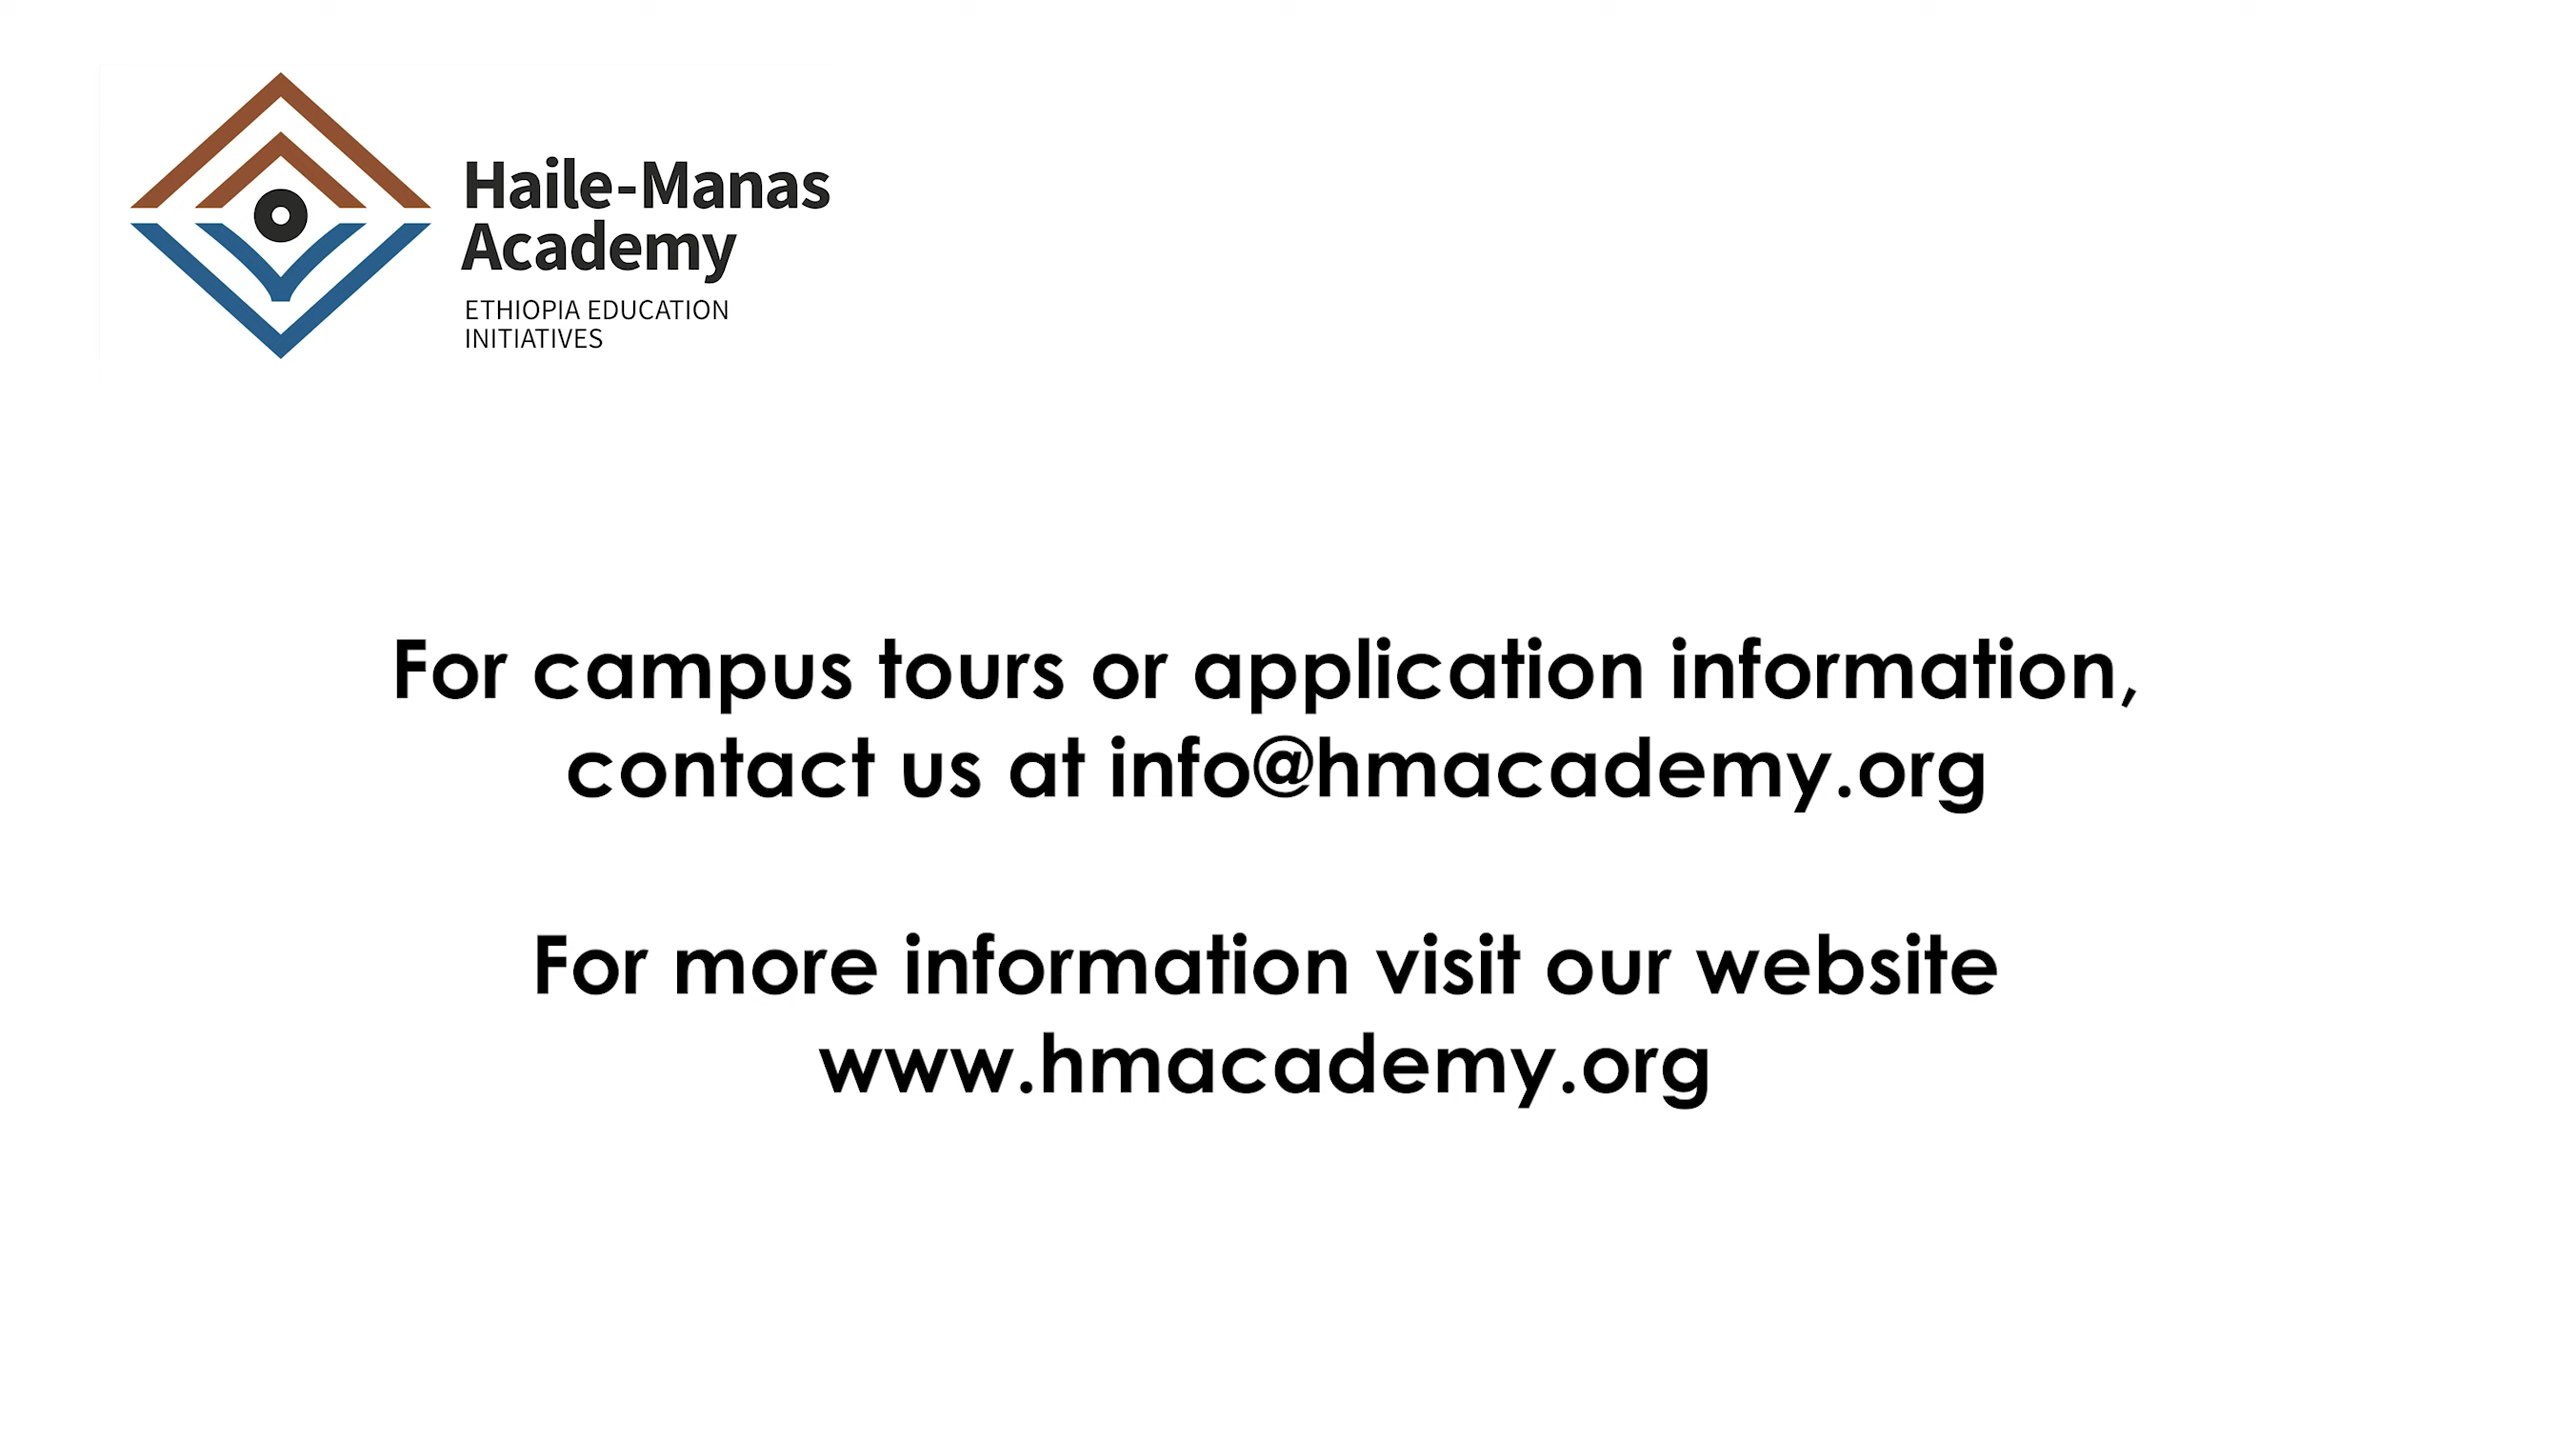 Haile-Manas
Academy
ETHIOPIA EDUCATION
INITIATIVES
For campus tours or application information,
contact us at info@hmacademy.org
For more information visit our website
www.hmacademy.org